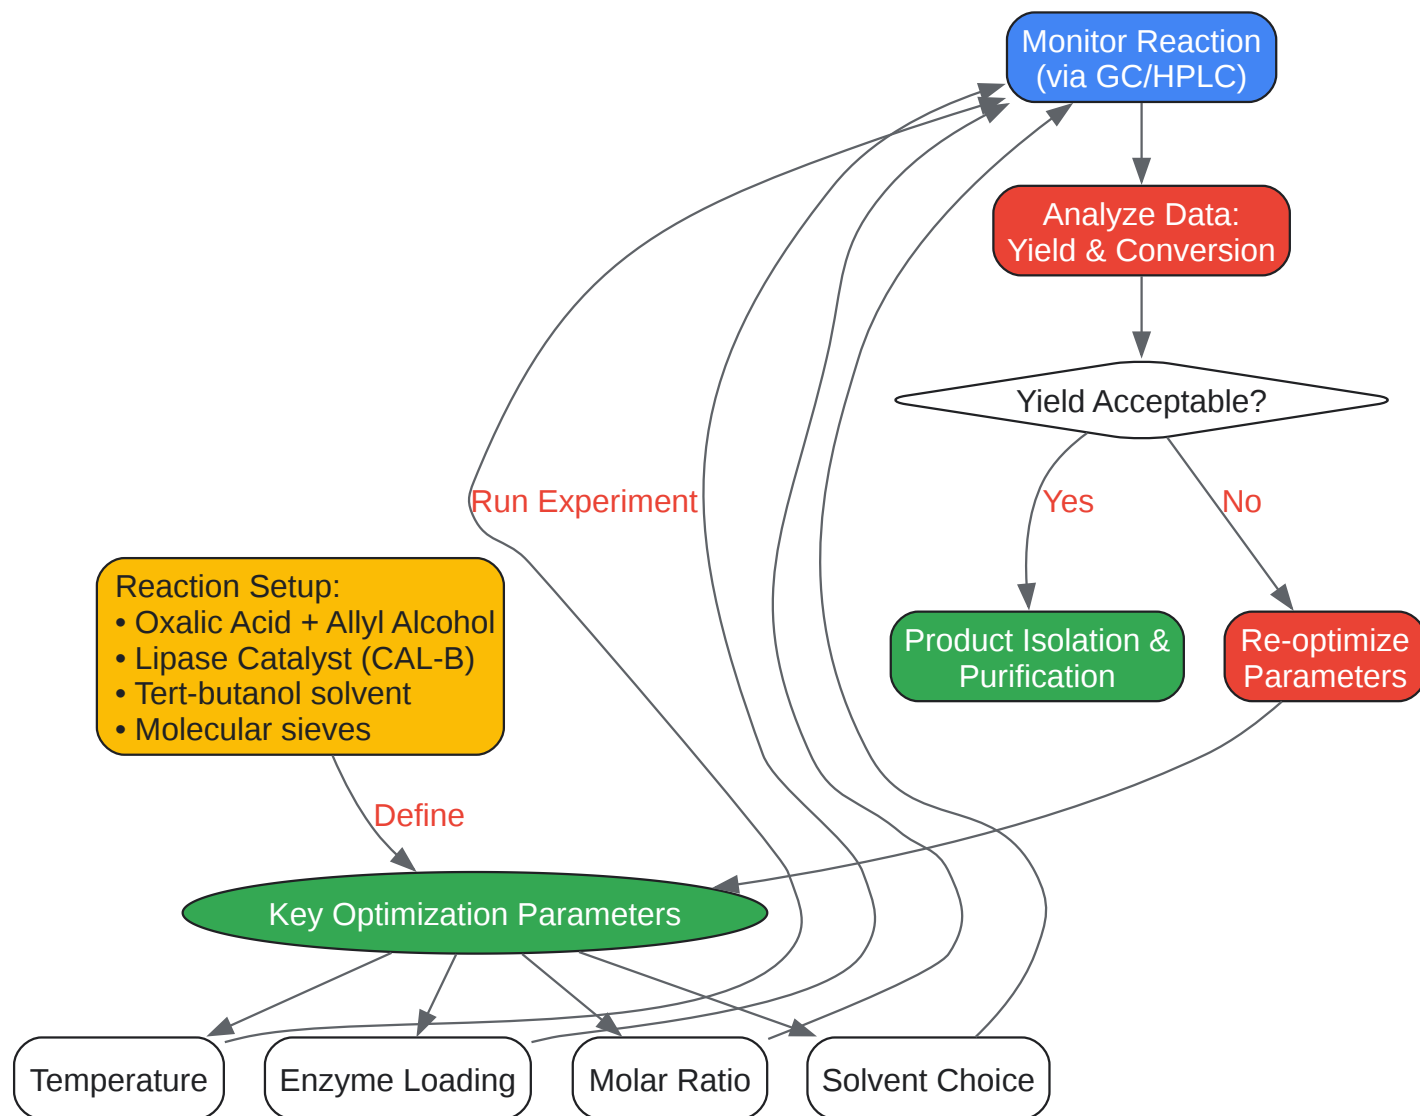 Monitor Reaction
(via GC/HPLC)
Analyze Data:
Yield & Conversion
Yield Acceptable?
Run Experiment
Yes
No
Reaction Setup:
• Oxalic Acid + Allyl Alcohol
• Lipase Catalyst (CAL-B)
• Tert-butanol solvent
• Molecular sieves
Product Isolation &
Purification
Re-optimize
Parameters
Define
Key Optimization Parameters
Temperature
Enzyme Loading
Molar Ratio
Solvent Choice